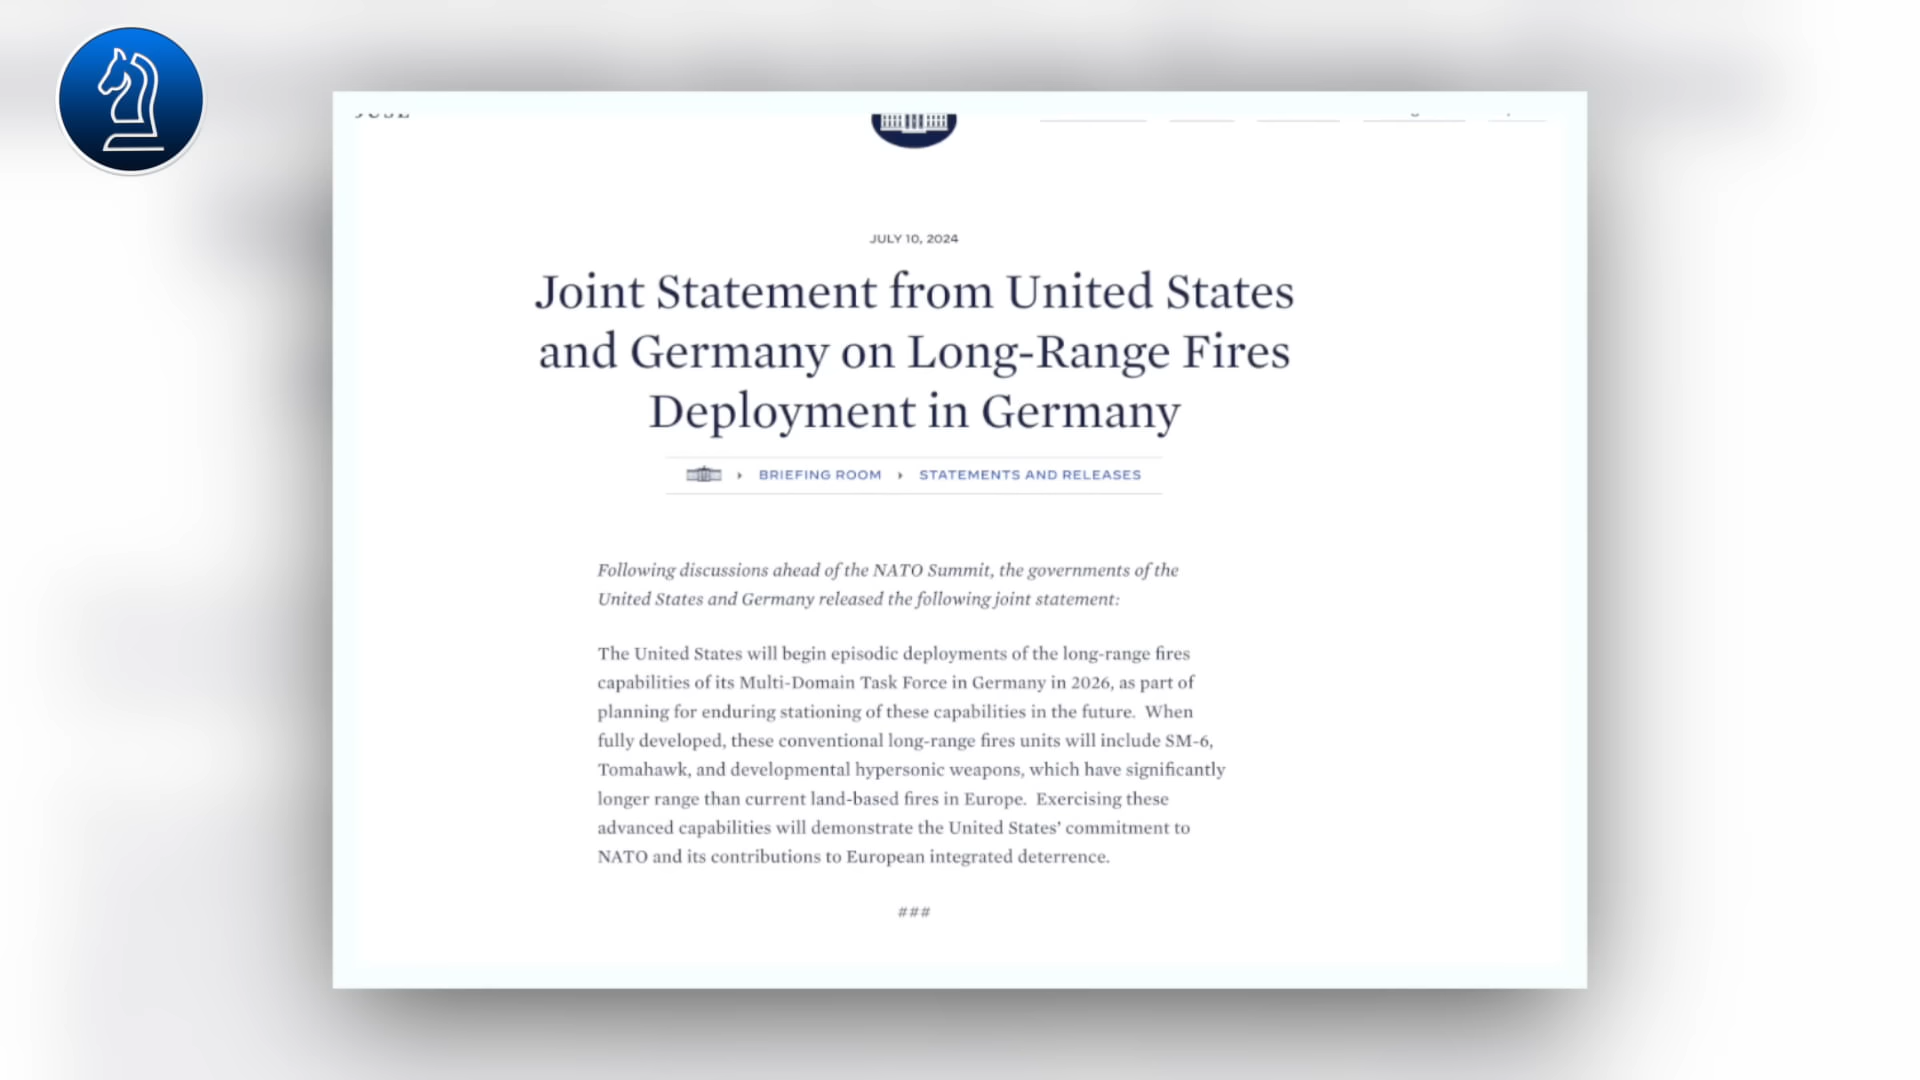 JULY 10, 2024
Joint Statement from United States
and Germany on Long-Range Fires
Deployment in Germany
BRIEFING ROOM › STATEMENTS AND RELEASES
Following discussions ahead of the NATO Summit, the governments of the
United States and Germany released the following joint statement:
The United States will begin episodic deployments of the long-range fires
capabilities of its Multi-Domain Task Force in Germany in 2026, as part of
planning for enduring stationing of these capabilities in the future.  When
fully developed, these conventional long-range fires units will include SM-6,
Tomahawk, and developmental hypersonic weapons, which have significantly
longer range than current land-based fires in Europe.  Exercising these
advanced capabilities will demonstrate the United States’ commitment to
NATO and its contributions to European integrated deterrence.
###